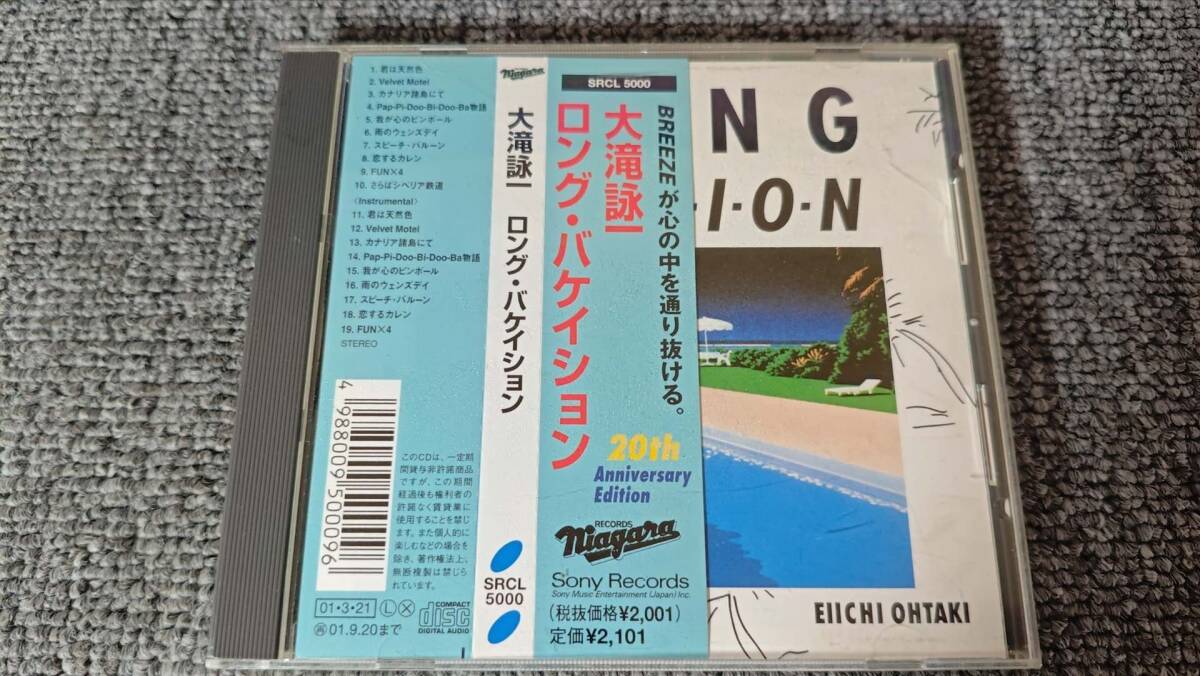 1. 君は天然色
2. Velvet Motel
3. カナリア諸島にて
4. Pap-Pi-Doo-Bi-Doo-Ba物語
5. 我が心のピンボール
6. 雨のウェンズデイ
7. スピーチ・バルーン
8. 恋するカレン
9. FUN×4
10. さらばシベリア鉄道
〈Instrumental〉
11. 君は天然色
12. Velvet Motel
13. カナリア諸島にて
14. Pap-Pi-Doo-Bi-Doo-Ba物語
15. 我が心のピンボール
16. 雨のウェンズデイ
17. スピーチ・バルーン
18. 恋するカレン
19. FUN×4
STEREO
4 988009 500096
このCDは、一定期
間貸与非許諾商品
ですが、この期間
経過後も権利者の
許諾なく賃貸業に
使用することを禁じ
ます。また個人的に
楽しむなどの場合を
除き、著作権法上、
無断複製は禁じら
れています。
01・3・21 L X
再 01.9.20まで
COMPACT
disc
DIGITAL AUDIO
Niagara
大滝詠一 ロング・バケイション
SRCL
5000
SRCL 5000
BREEZEが心の中を通り抜ける。
大滝詠一
ロング・バケイション
20th
Anniversary
Edition
RECORDS
Niagara
Sony Records
Sony Music Entertainment (Japan) Inc.
(税抜価格¥2,001)
定価¥2,101
NG
-I-O-N
EIICHI OHTAKI